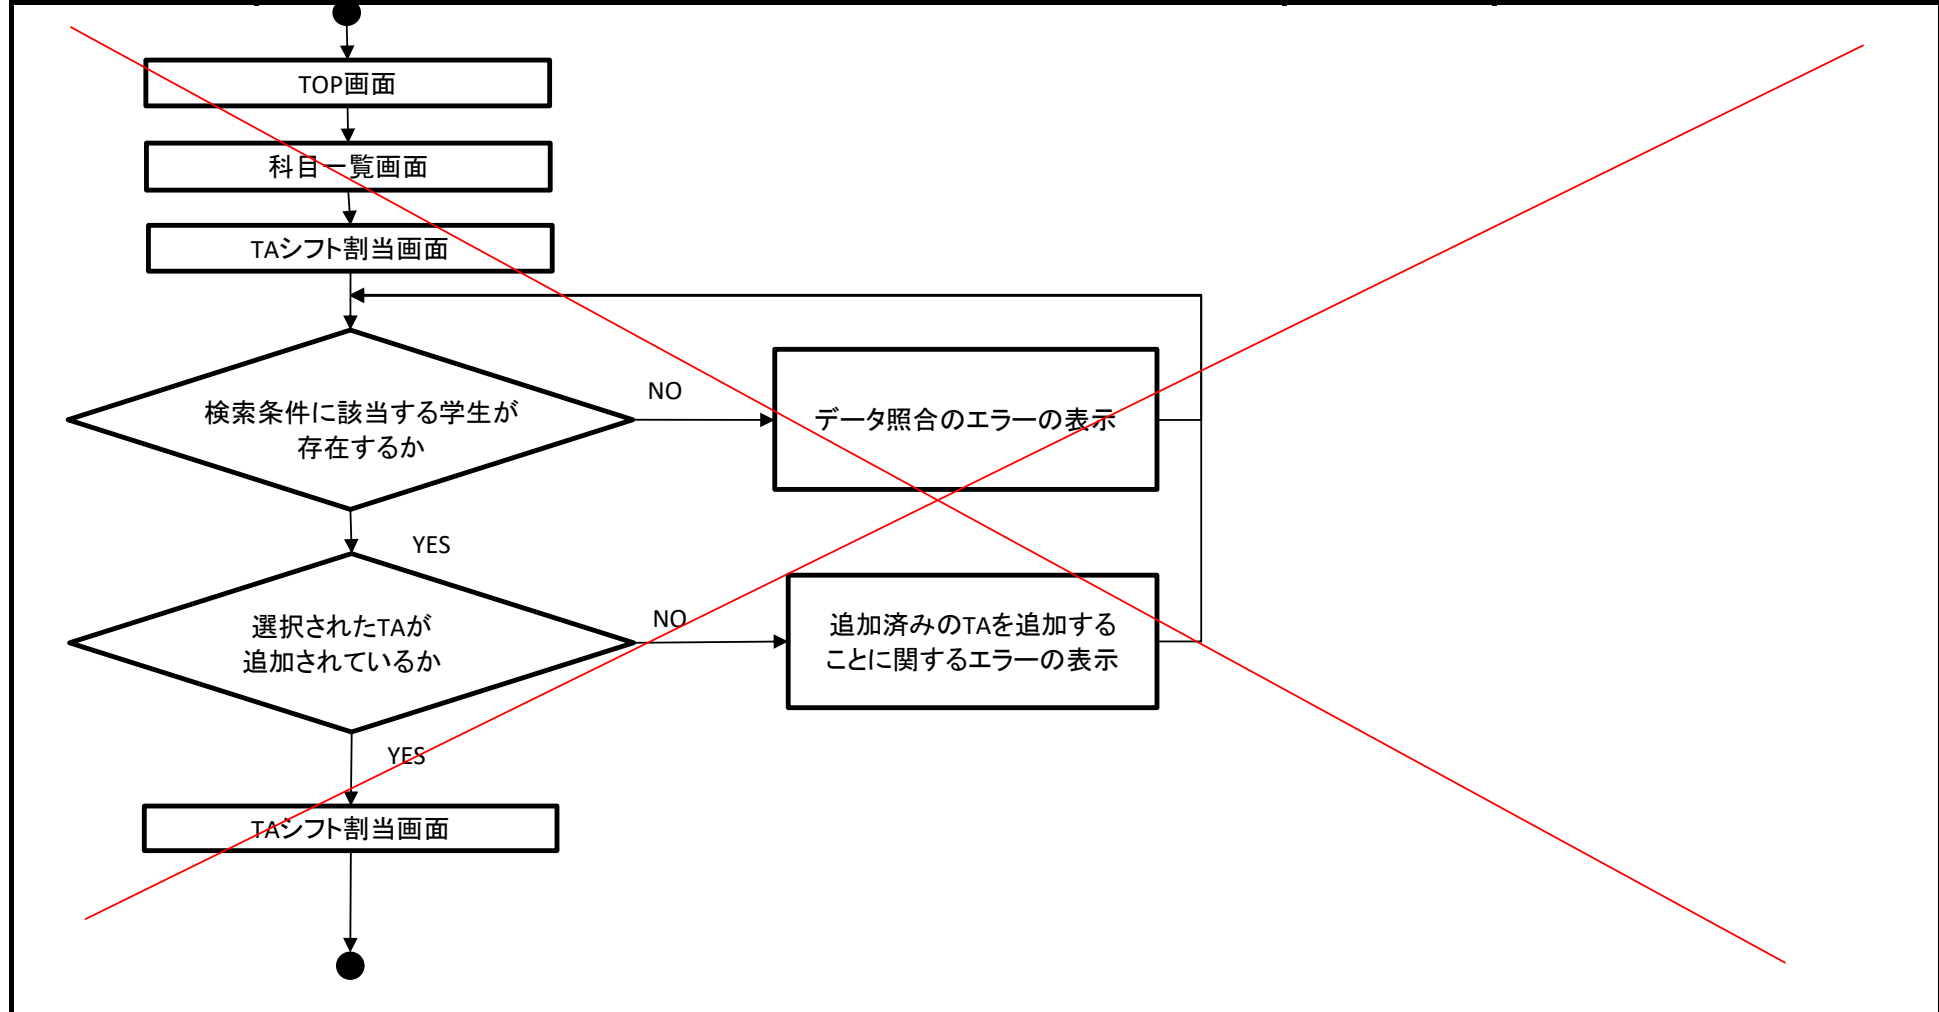 TOP画面
科目一覧画面
TAシフト割当画面
検索条件に該当する学生が
存在するか
NO
データ照合のエラーの表示
YES
選択されたTAが
追加されているか
NO
追加済みのTAを追加する
ことに関するエラーの表示
YES
TAシフト割当画面